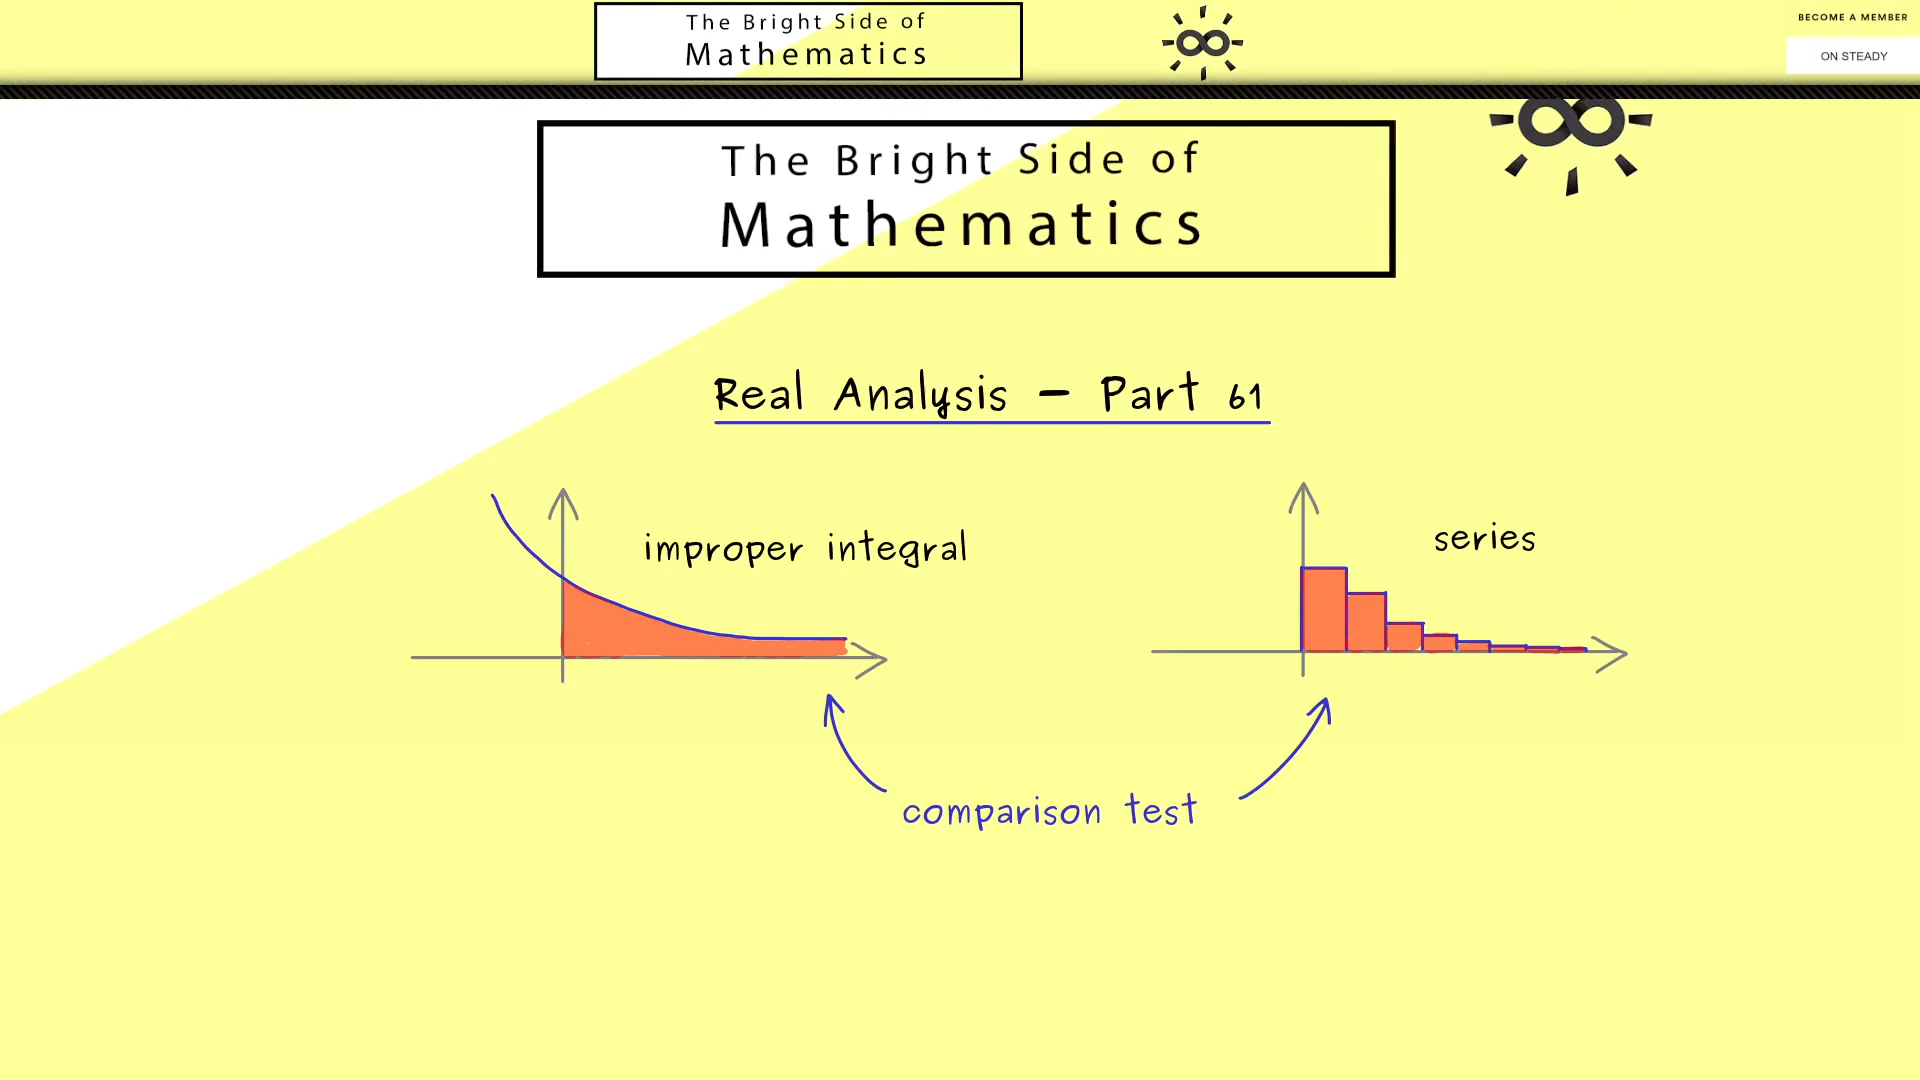 The Bright Side of
Mathematics
BECOME A MEMBER
ON STEADY
The Bright Side of
Mathematics
Real Analysis – Part 61
improper integral
series
comparison test